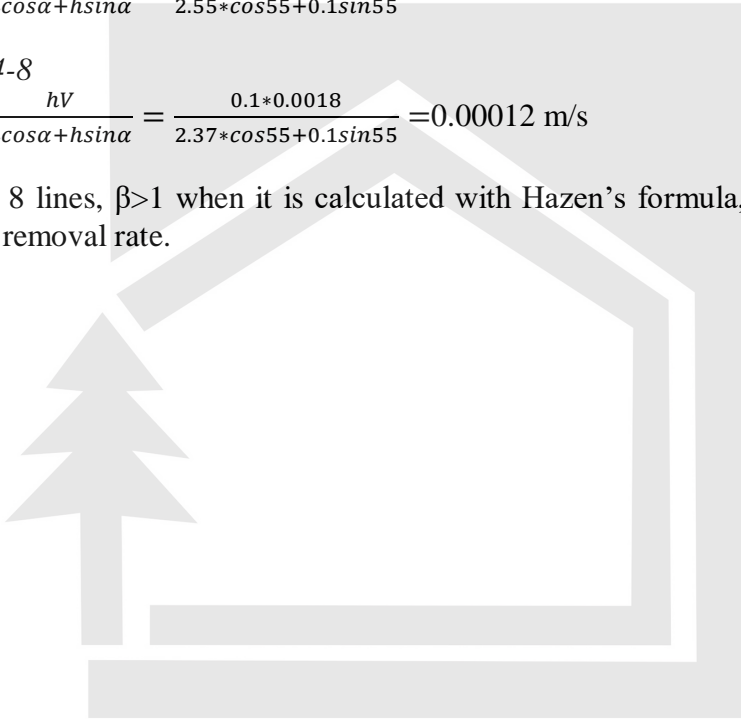 cosα+hsinα 2.55*cos55+0.1sin55
4-8
hV/cosα+hsinα = 0.1*0.0018/2.37*cos55+0.1sin55 =0.00012 m/s
8 lines, β>1 when it is calculated with Hazen's formula,
removal rate.